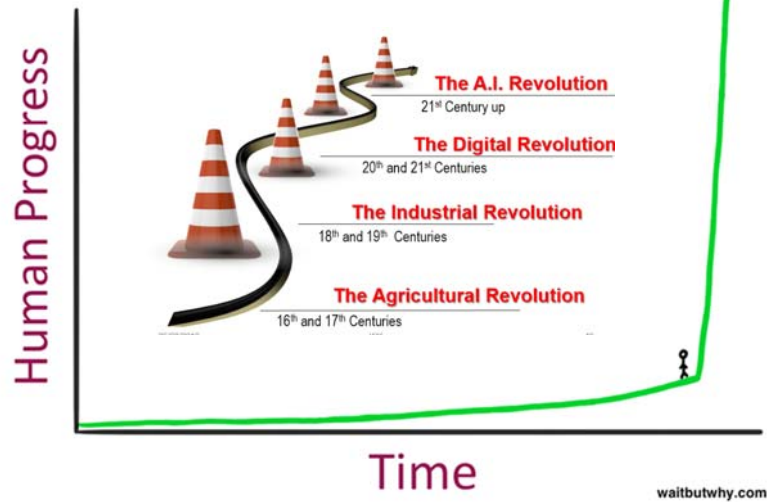 Human Progress
The A.I. Revolution
21st Century up
The Digital Revolution
20th and 21st Centuries
The Industrial Revolution
18th and 19th Centuries
The Agricultural Revolution
16th and 17th Centuries
Time
waitbutwhy.com